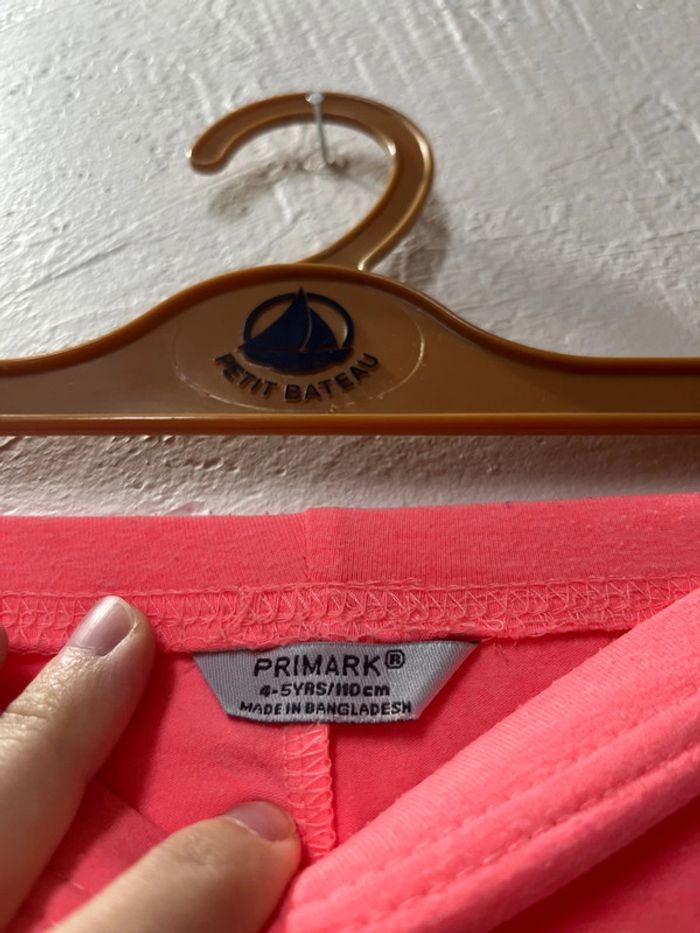 PETIT BATEAU
PRIMARK®
4-5YRS/110cm
MADE IN BANGLADESH